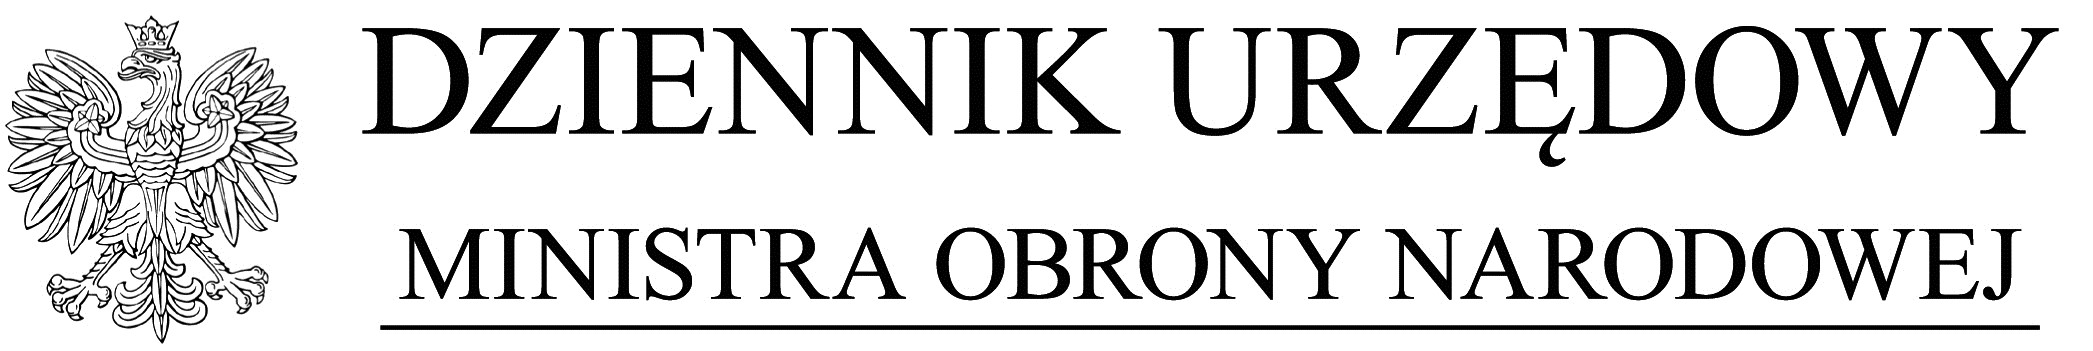 DZIENNIK URZĘDOWY
MINISTRA OBRONY NARODOWEJ